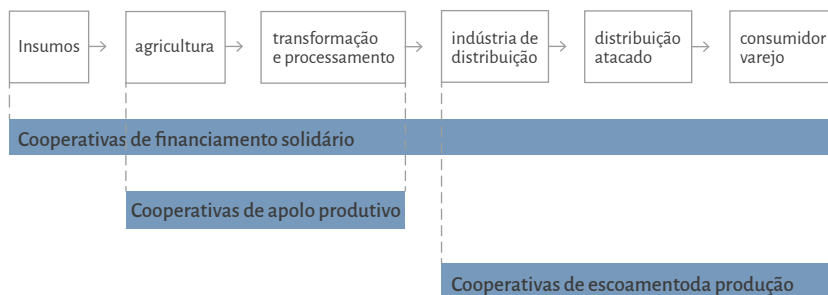 Insumos
agricultura
transformação
e processamento
indústria de
distribuição
distribuição
atacado
consumidor
varejo
Cooperativas de financiamento solidário
Cooperativas de apolo produtivo
Cooperativas de escoamentoda produção